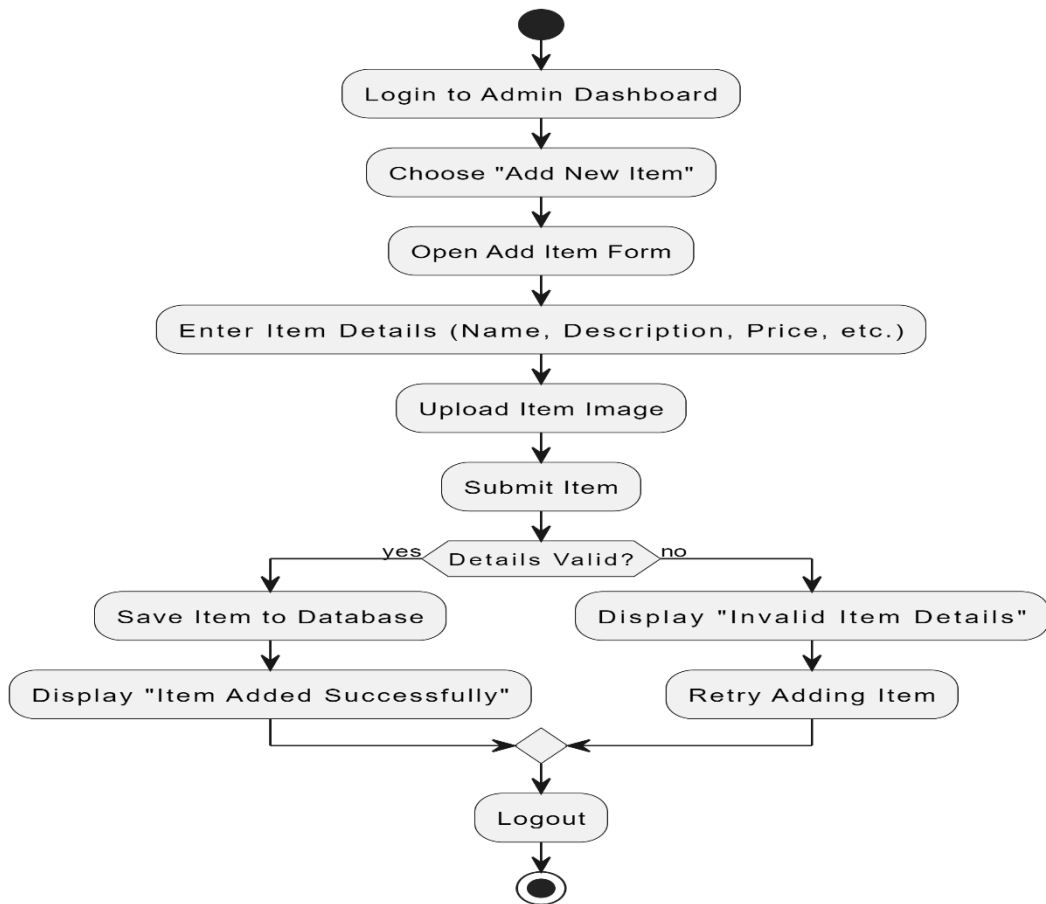 Login to Admin Dashboard
Choose "Add New Item"
Open Add Item Form
Enter Item Details (Name, Description, Price, etc.)
Upload Item Image
Submit Item
yes
Details Valid?
no
Save Item to Database
Display "Invalid Item Details"
Display "Item Added Successfully"
Retry Adding Item
Logout